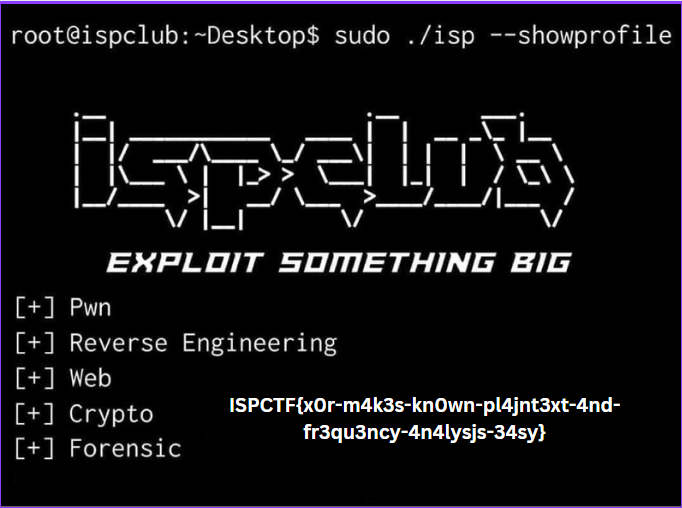 root@ispclub:~Desktop$ sudo ./isp --showprofile
ispclub
EXPLOIT SOMETHING BIG
[+] Pwn
[+] Reverse Engineering
[+] Web
[+] Crypto
[+] Forensic
ISPCTF{x0r-m4k3s-kn0wn-pl4jnt3xt-4nd-
fr3qu3ncy-4n4lysjs-34sy}